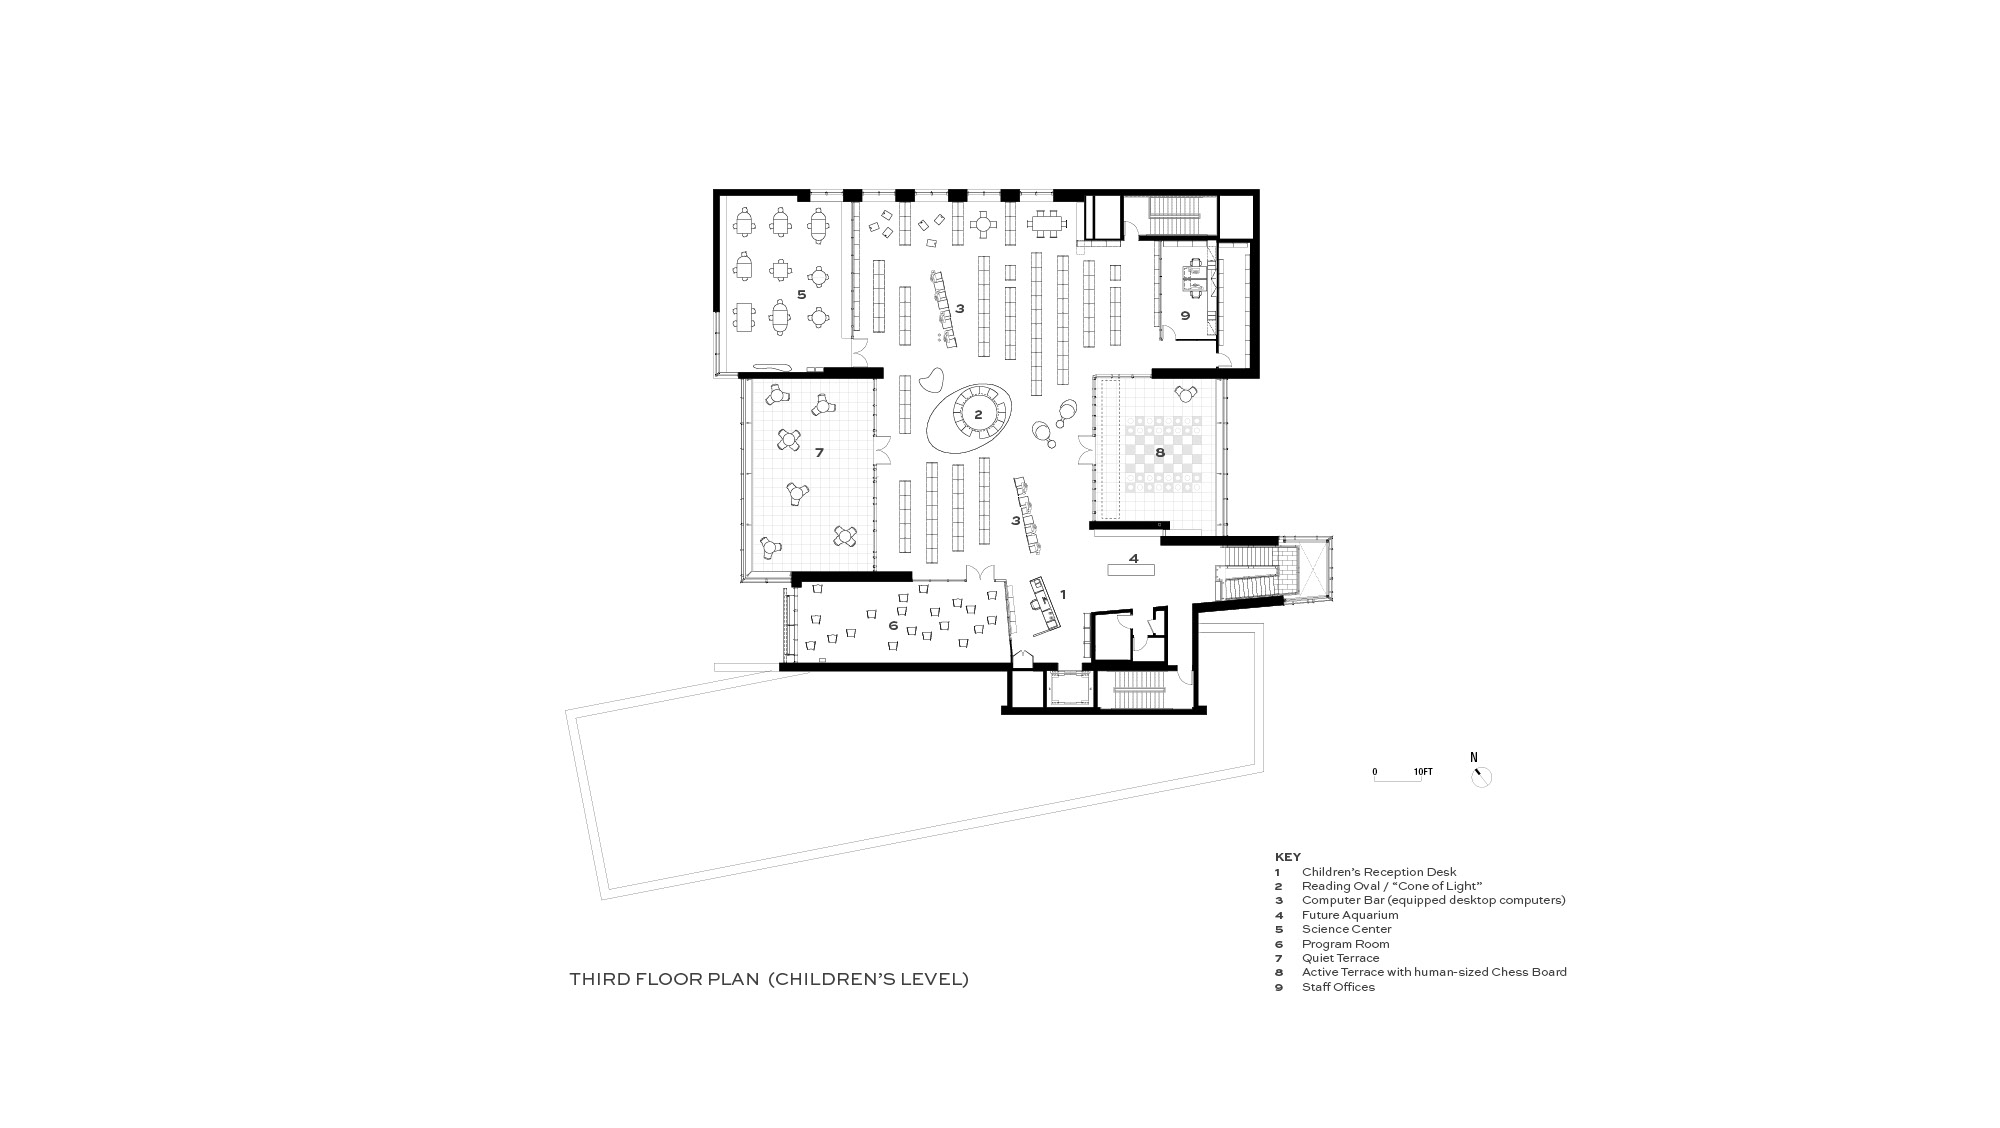 5
3
9
2
7
8
3
4
1
6
N
0 10FT
KEY
1 Children's Reception Desk
2 Reading Oval / “Cone of Light”
3 Computer Bar (equipped desktop computers)
4 Future Aquarium
5 Science Center
6 Program Room
7 Quiet Terrace
8 Active Terrace with human-sized Chess Board
9 Staff Offices
THIRD FLOOR PLAN (CHILDREN'S LEVEL)